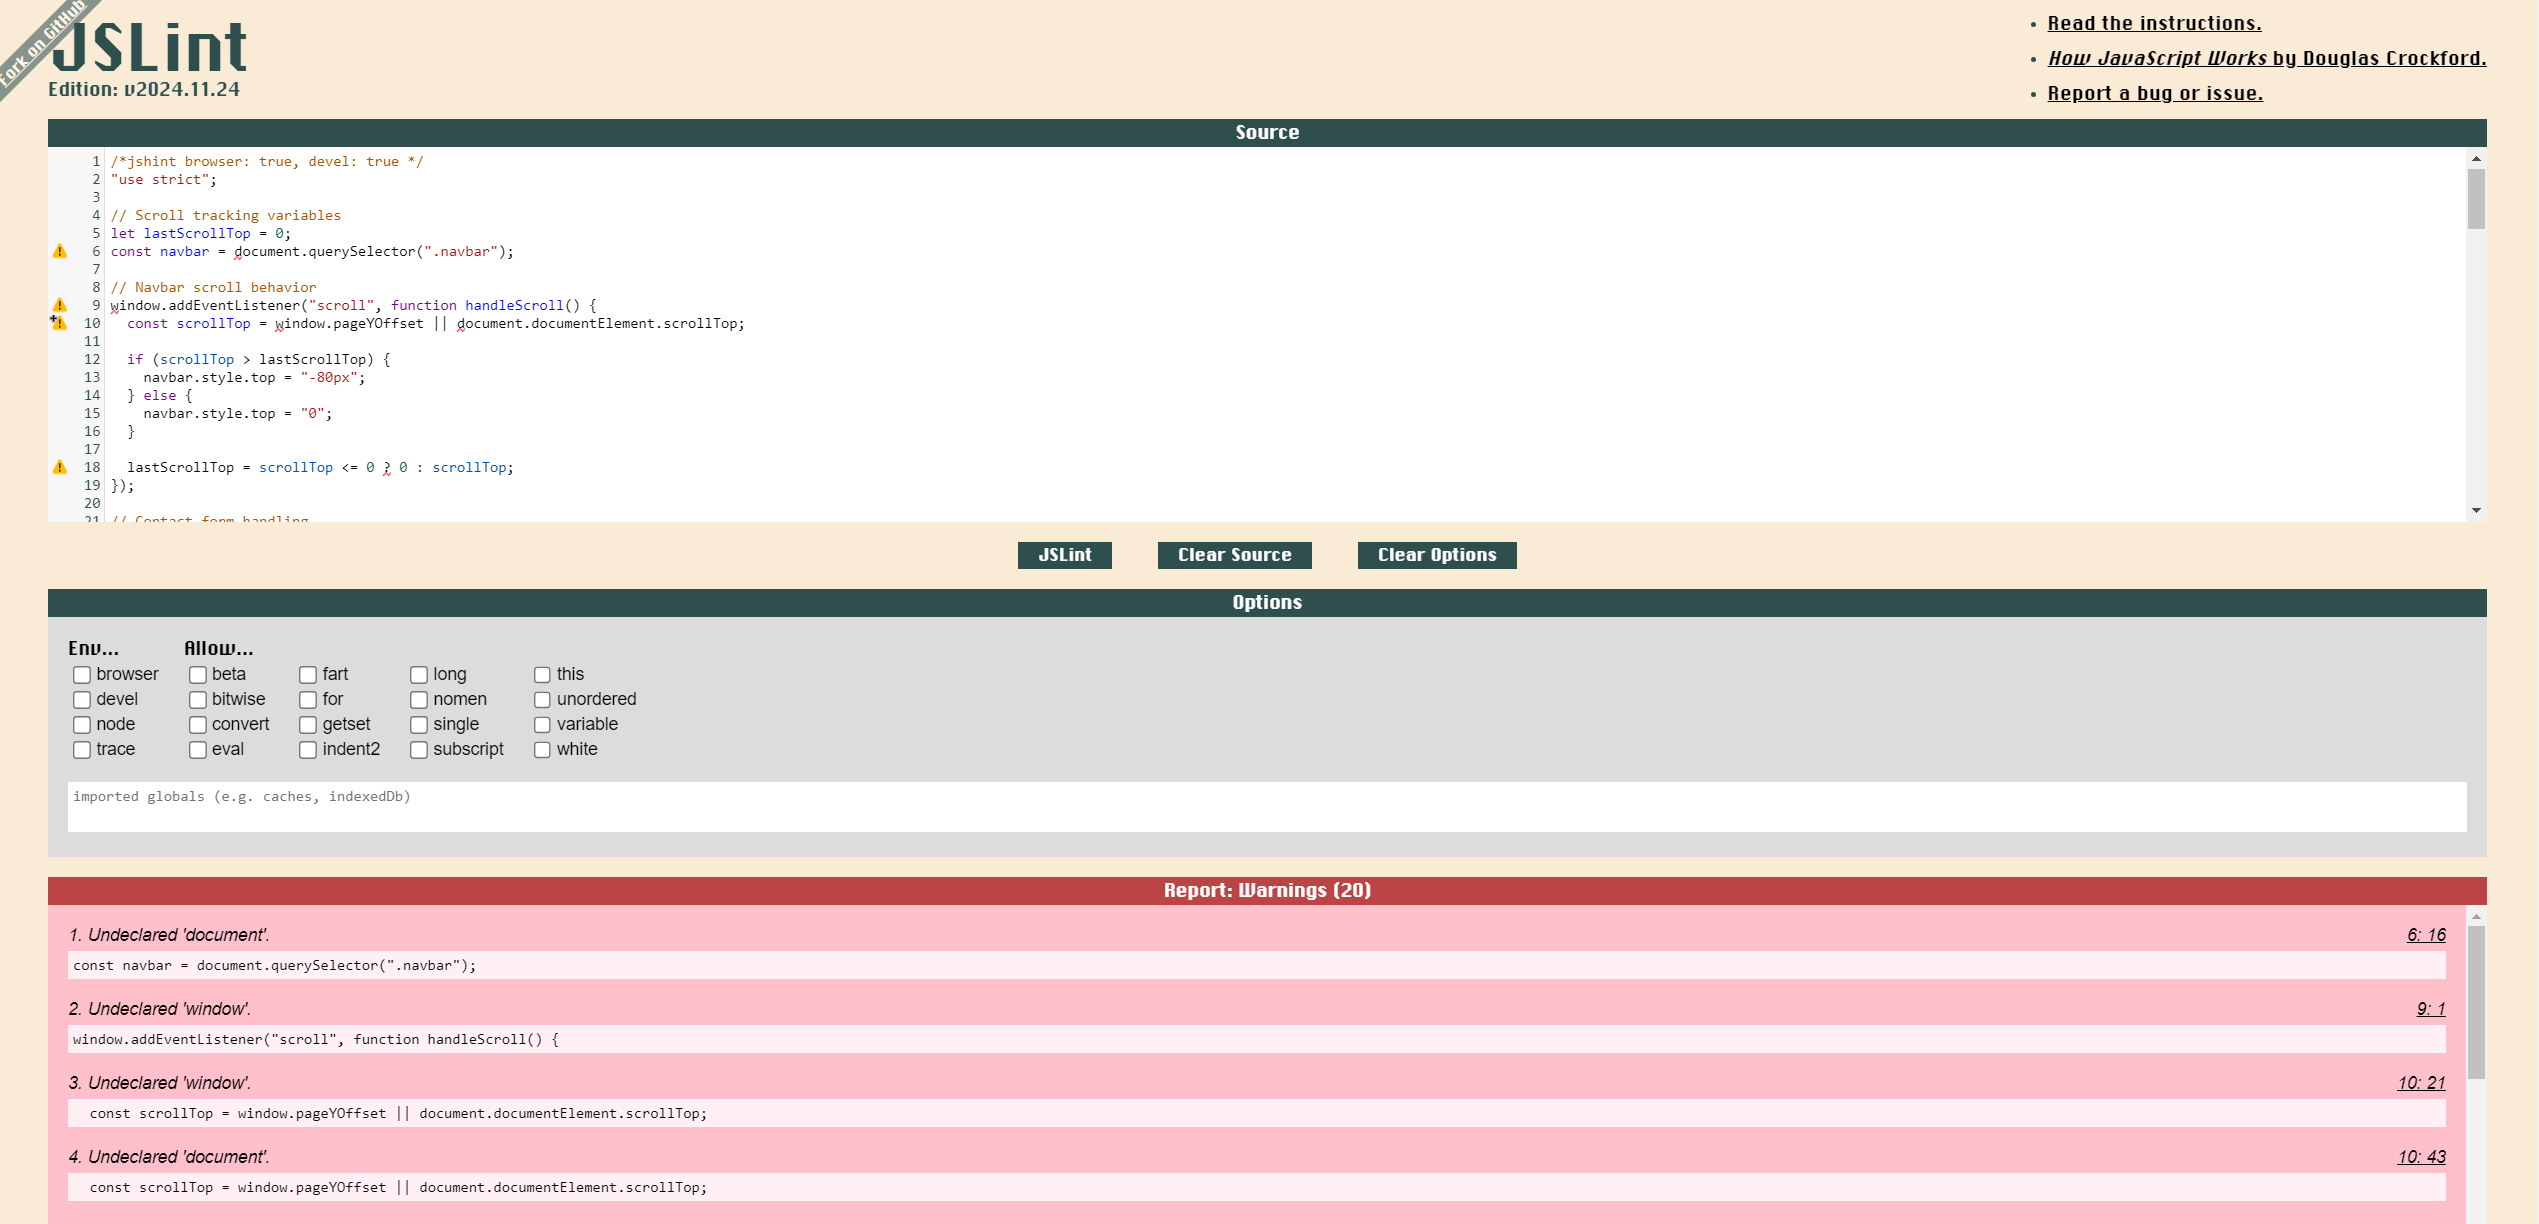 Fork on GitHub
JSLint
Edition: v2024.11.24
Read the instructions.
How JavaScript Works by Douglas Crockford.
Report a bug or issue.
Source
1 /*jshint browser: true, devel: true */
2 "use strict";
3
4 // Scroll tracking variables
5 let lastScrollTop = 0;
6 const navbar = document.querySelector(".navbar");
7
8 // Navbar scroll behavior
9 window.addEventListener("scroll", function handleScroll() {
10   const scrollTop = window.pageYOffset || document.documentElement.scrollTop;
11
12   if (scrollTop > lastScrollTop) {
13     navbar.style.top = "-80px";
14   } else {
15     navbar.style.top = "0";
16   }
17
18   lastScrollTop = scrollTop <= 0 ? 0 : scrollTop;
19 });
20
21 // Contact form handling
JSLint Clear Source Clear Options
Options
Env... Allow...
browser beta fart long this
devel bitwise for nomen unordered
node convert getset single variable
trace eval indent2 subscript white
imported globals (e.g. caches, indexedDb)
Report: Warnings (20)
1. Undeclared 'document'. 6: 16
const navbar = document.querySelector(".navbar");
2. Undeclared 'window'. 9: 1
window.addEventListener("scroll", function handleScroll() {
3. Undeclared 'window'. 10: 21
const scrollTop = window.pageYOffset || document.documentElement.scrollTop;
4. Undeclared 'document'. 10: 43
const scrollTop = window.pageYOffset || document.documentElement.scrollTop;